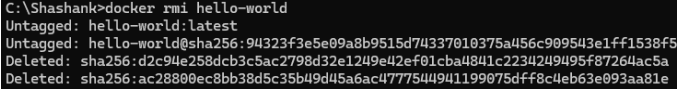 C:\Shashank>docker rmi hello-world
Untagged: hello-world:latest
Untagged: hello-world@sha256:94323f3e5e09a8b9515d74337010375a456c909543e1ff1538f5
Deleted: sha256:d2c94e258dcb3c5ac2798d32e1249e42ef01cba4841c2234249495f87264ac5a
Deleted: sha256:ac28800ec8bb38d5c35b49d45a6ac4777544941199075dff8c4eb63e093aa81e